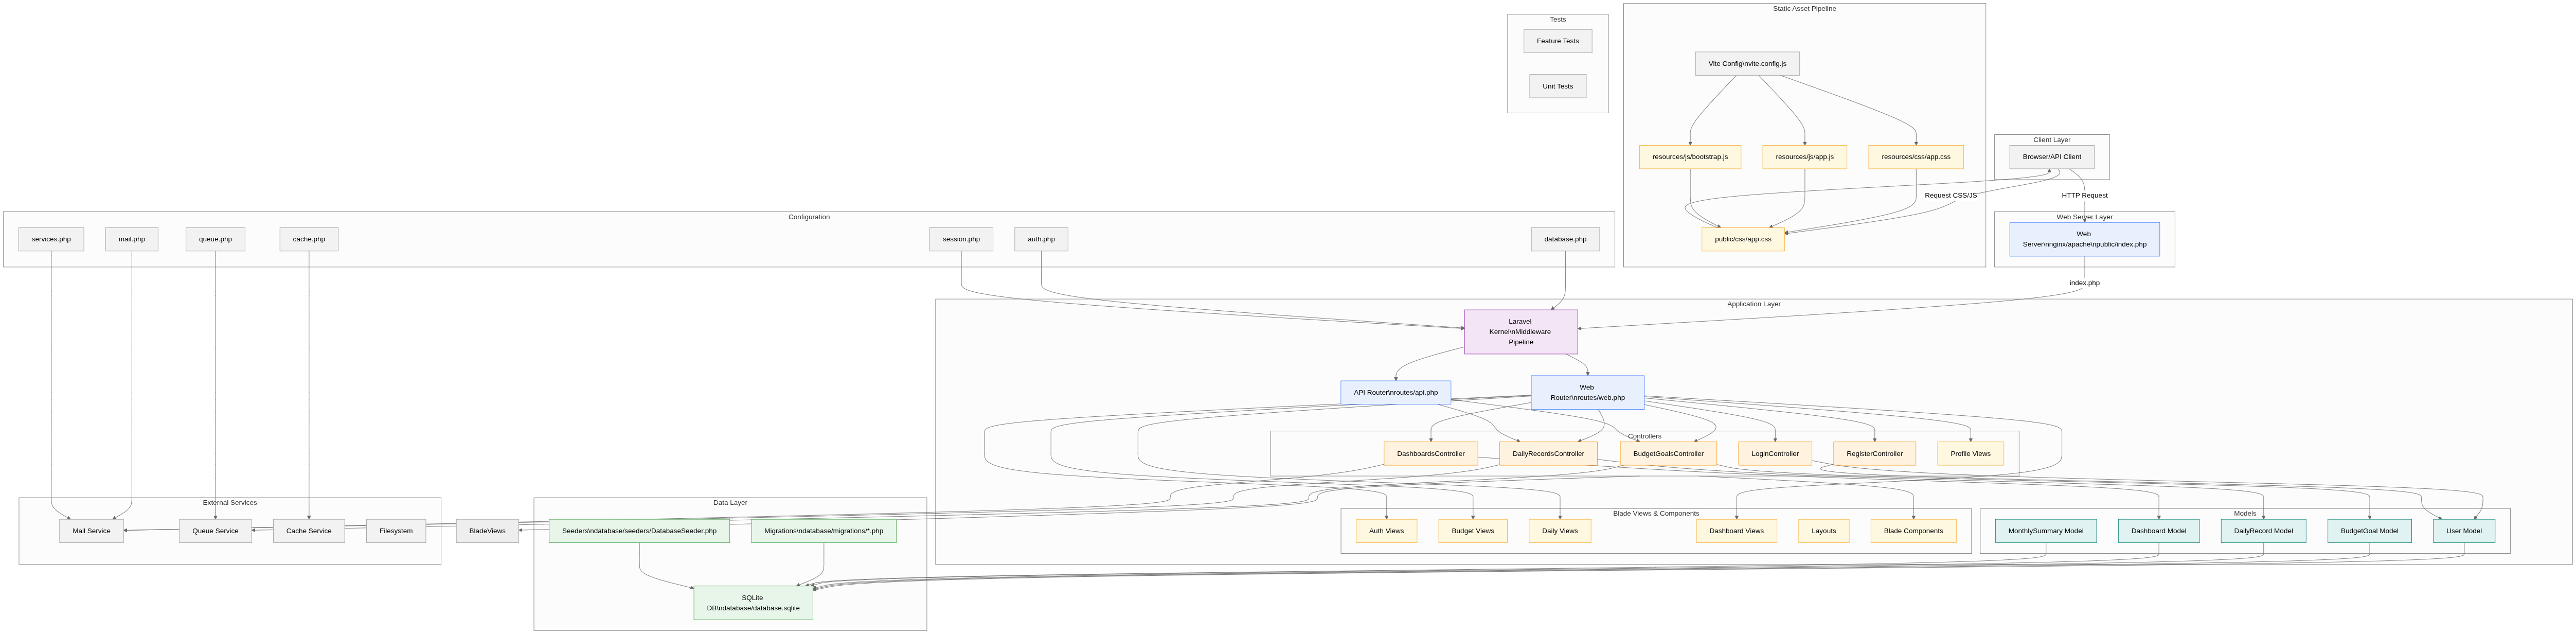 Static Asset Pipeline
Tests
Feature Tests
Unit Tests
Vite Config\nvite.config.js
resources/js/bootstrap.js
resources/js/app.js
resources/css/app.css
Client Layer
Browser/API Client
Request CSS/JS
HTTP Request
Configuration
services.php
mail.php
queue.php
cache.php
session.php
auth.php
database.php
public/css/app.css
Web Server Layer
Web
Server\nnginx/apache\npublic/index.php
index.php
Application Layer
Laravel
Kernel\nMiddleware
Pipeline
API Router\nroutes/api.php
Web
Router\nroutes/web.php
Controllers
DashboardsController
DailyRecordsController
BudgetGoalsController
LoginController
RegisterController
Profile Views
External Services
Mail Service
Queue Service
Cache Service
Filesystem
BladeViews
Data Layer
Seeders\ndatabase/seeders/DatabaseSeeder.php
Migrations\ndatabase/migrations/*.php
SQLite
DB\ndatabase/database.sqlite
Blade Views & Components
Auth Views
Budget Views
Daily Views
Dashboard Views
Layouts
Blade Components
Models
MonthlySummary Model
Dashboard Model
DailyRecord Model
BudgetGoal Model
User Model